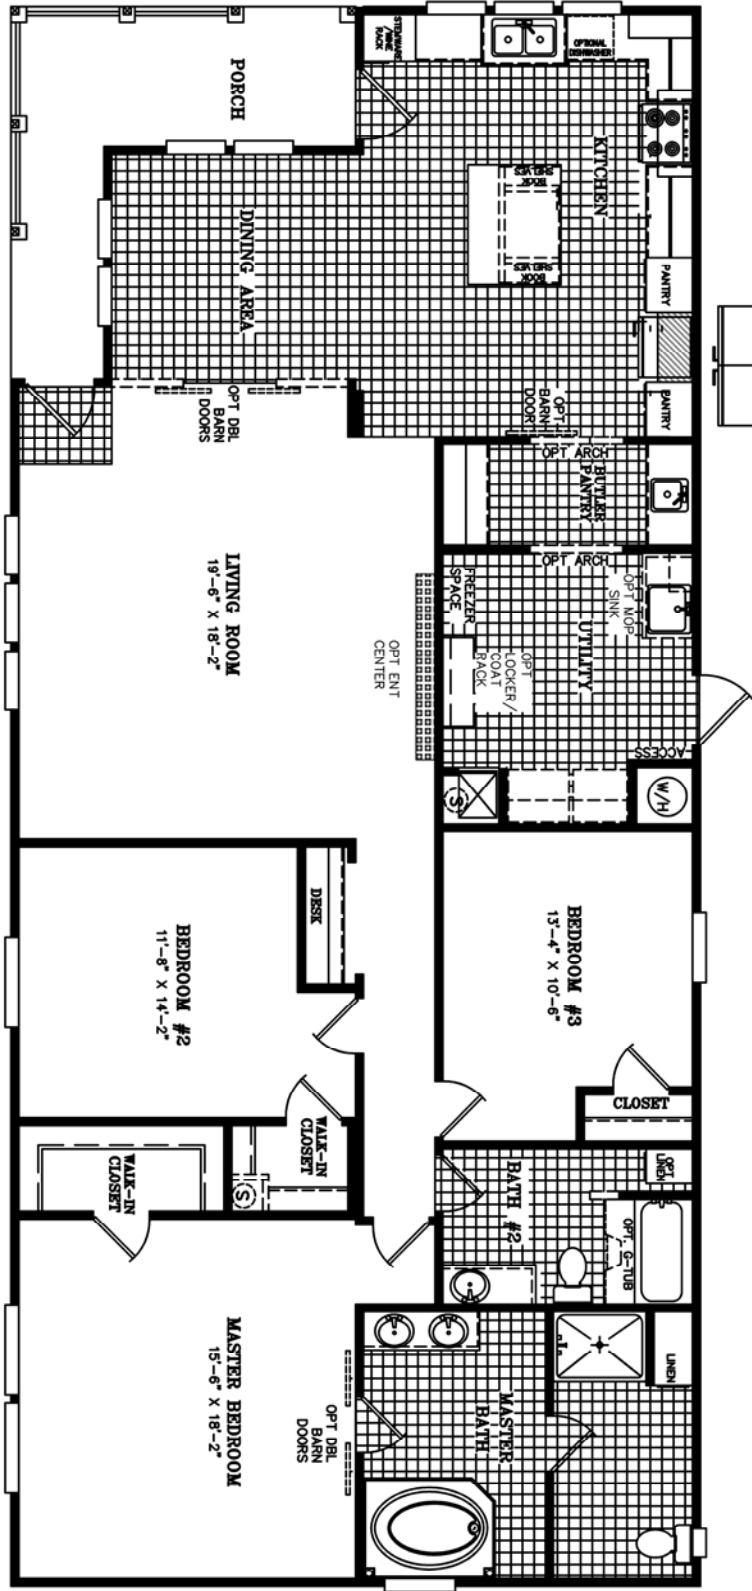 STEMWARE
/WINE
RACK
OPTIONAL
DISHWASHER
PORCH
KITCHEN
BOOK
SHELVES
BOOK
SHELVES
DINING AREA
PANTRY
PANTRY
OPT DBL
BARN
DOORS
OPT
BARN
DOOR
OPT ARCH
BUTLER
PANTRY
OPT ARCH
LIVING ROOM
19'-6" X 18'-2"
OPT ENT
CENTER
FREEZER
SPACE
OPT MOP
SINK
UTILITY
OPT
LOCKER/
COAT
RACK
ACCESS
S
W/H
DESK
BEDROOM #2
11'-8" X 14'-2"
BEDROOM #3
13'-4" X 10'-6"
CLOSET
WALK-IN
CLOSET
WALK-IN
CLOSET
S
BATH #2
OPT
LINEN
OPT. G-TUB
LINEN
MASTER BEDROOM
15'-6" X 18'-2"
OPT DBL
BARN
DOORS
MASTER
BATH